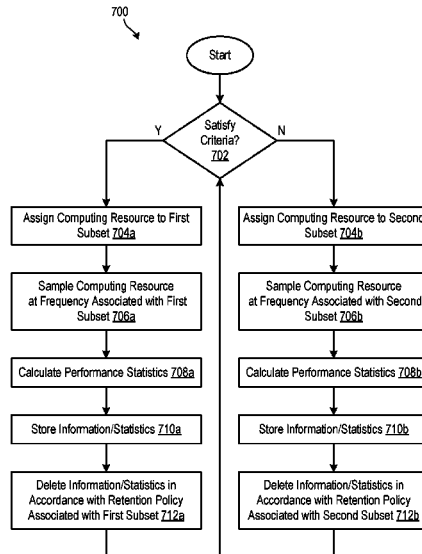 700
Start
Satisfy
Criteria?
702
Y
N
Assign Computing Resource to First
Subset 704a
Sample Computing Resource
at Frequency Associated with First
Subset 706a
Calculate Performance Statistics 708a
Store Information/Statistics 710a
Delete Information/Statistics in
Accordance with Retention Policy
Associated with First Subset 712a
Assign Computing Resource to Second
Subset 704b
Sample Computing Resource
at Frequency Associated with Second
Subset 706b
Calculate Performance Statistics 708b
Store Information/Statistics 710b
Delete Information/Statistics in
Accordance with Retention Policy
Associated with Second Subset 712b